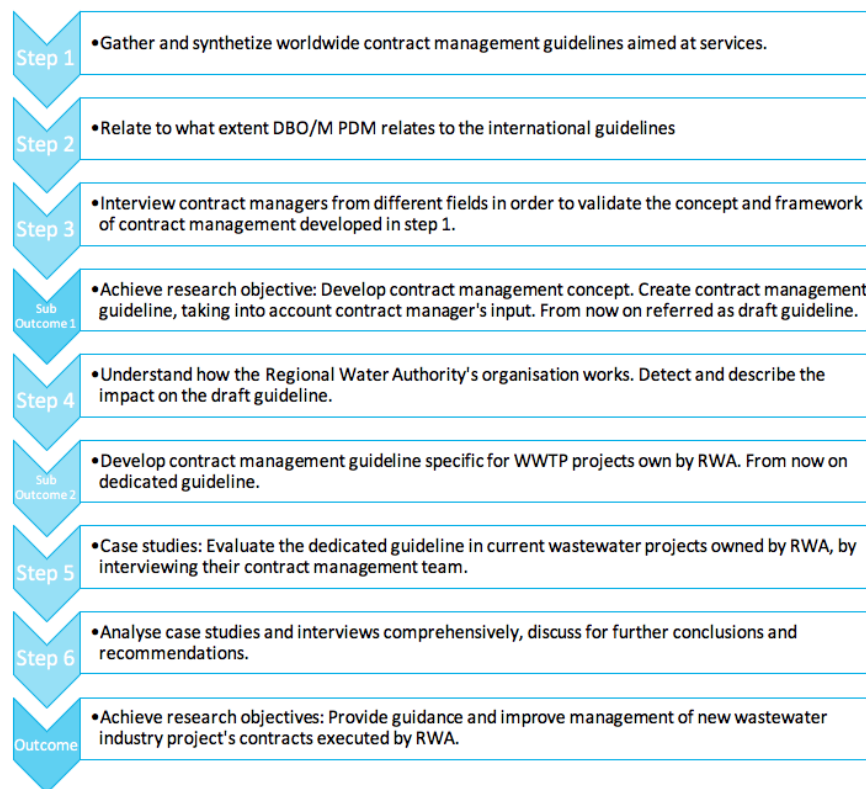 Step 1
•Gather and synthetize worldwide contract management guidelines aimed at services.
Step 2
•Relate to what extent DBO/M PDM relates to the international guidelines
Step 3
•Interview contract managers from different fields in order to validate the concept and framework
of contract management developed in step 1.
Sub
Outcome 1
•Achieve research objective: Develop contract management concept. Create contract management
guideline, taking into account contract manager's input. From now on referred as draft guideline.
Step 4
•Understand how the Regional Water Authority's organisation works. Detect and describe the
impact on the draft guideline.
Sub
Outcome 2
•Develop contract management guideline specific for WWTP projects own by RWA. From now on
dedicated guideline.
Step 5
•Case studies: Evaluate the dedicated guideline in current wastewater projects owned by RWA, by
interviewing their contract management team.
Step 6
•Analyse case studies and interviews comprehensively, discuss for further conclusions and
recommendations.
Outcome
•Achieve research objectives: Provide guidance and improve management of new wastewater
industry project's contracts executed by RWA.